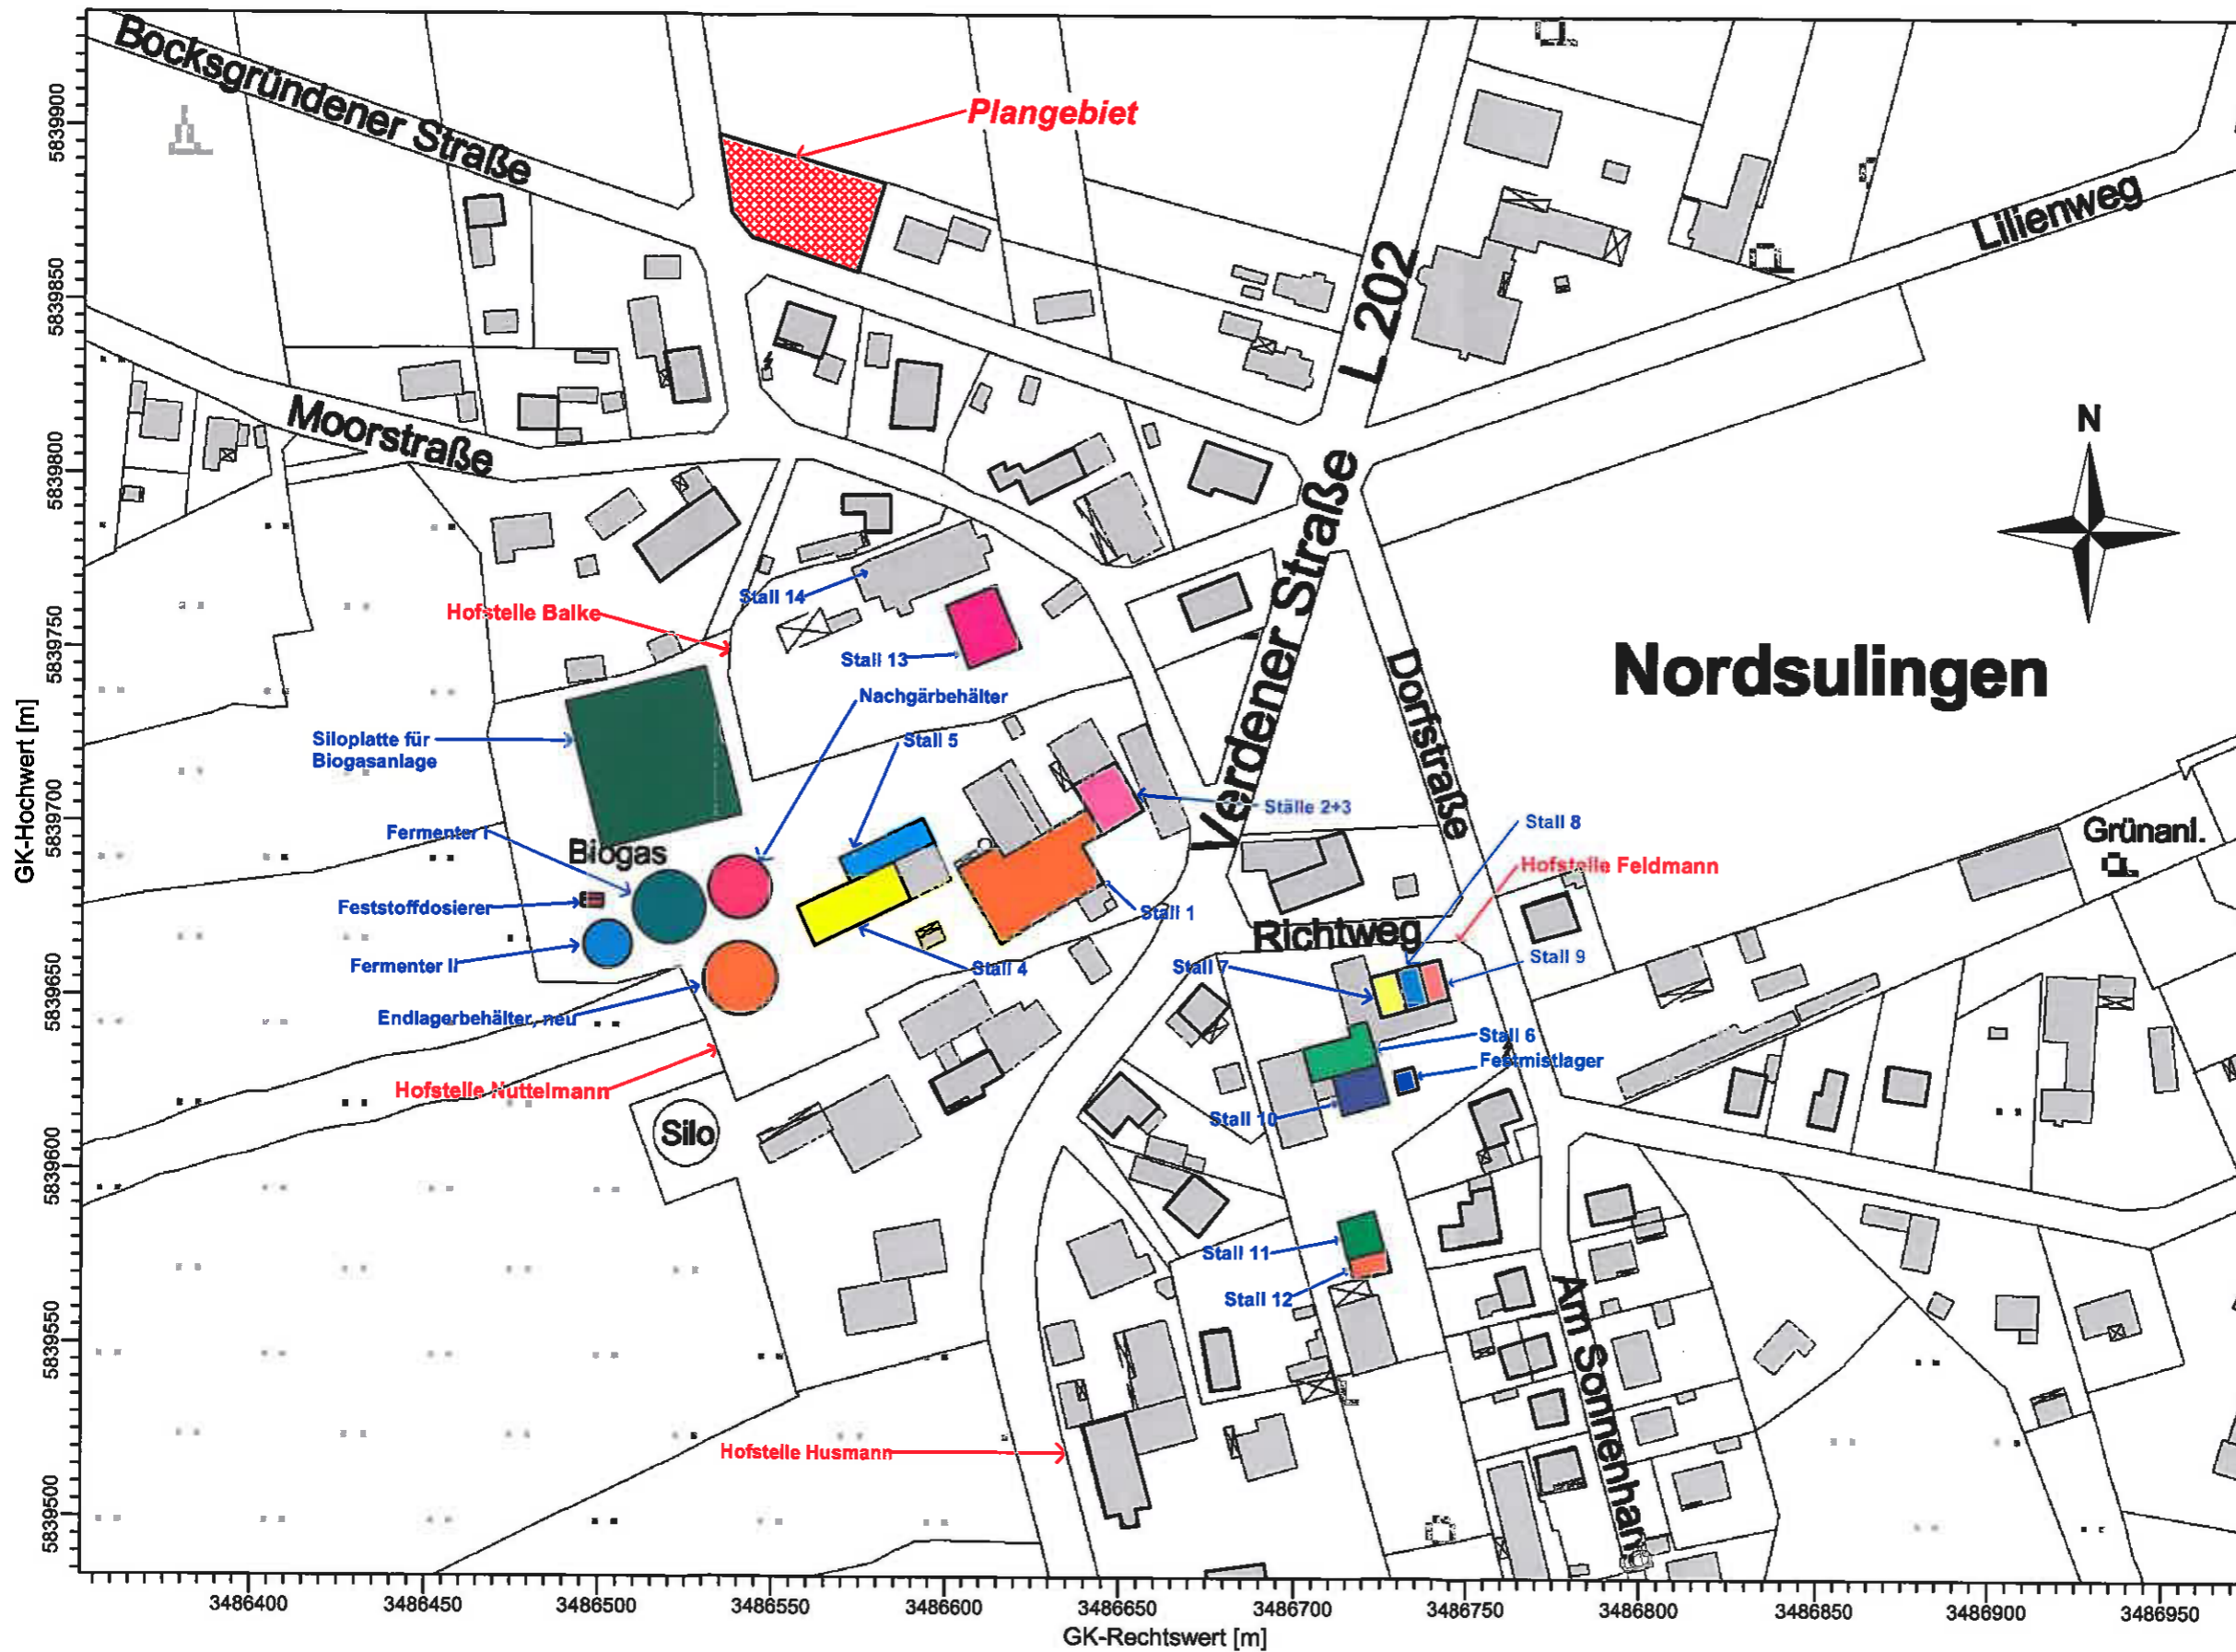 Bocksgründener Straße
Plangebiet
Lilienweg
L 202
Moorstraße
N
Stall 14
Hofstelle Balke
Stall 13
Nordsulingen
Verdener Straße
Dorfstraße
Nachgärbehälter
Siloplatte für
Biogasanlage
Stall 5
Ställe 2+3
Stall 8
Fermenter I
Biogas
Grünanl.
Hofstelle Feldmann
Feststoffdosierer
Stall 1
Richtweg
Fermenter II
Stall 4
Stall 7
Stall 9
Endlagerbehälter, neu
Stall 6
Festmistlager
Hofstelle Nuttelmann
Stall 10
Silo
Stall 11
Stall 12
Am Sonnenhang
Hofstelle Husmann
GK-Hochwert [m]
5839900
5839850
5839800
5839750
5839700
5839650
5839600
5839550
5839500
3486400 3486450 3486500 3486550 3486600 3486650 3486700 3486750 3486800 3486850 3486900 3486950
GK-Rechtswert [m]